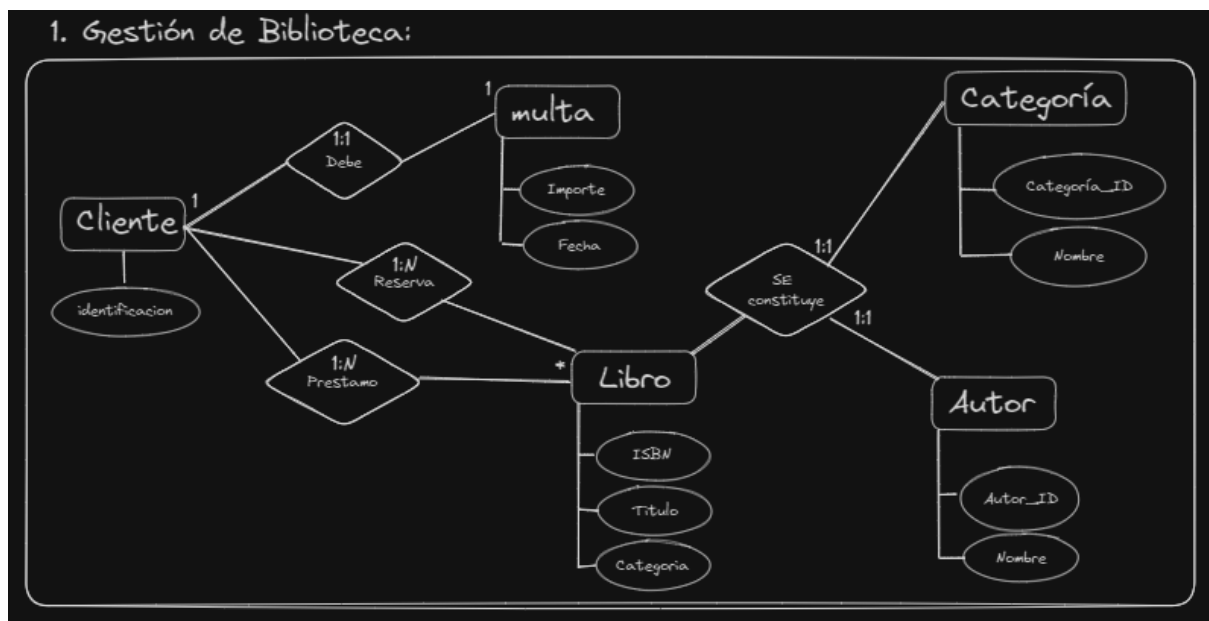 1. Gestión de Biblioteca:
Categoría
1
multa
1:1
Debe
Importe
Categoría_ID
1
Cliente
Fecha
1:1
Nombre
1:N
Reserva
SE
constituye
identificacion
1:1
*
1:N
Prestamo
Libro
Autor
ISBN
Autor_ID
Titulo
Nombre
Categoria